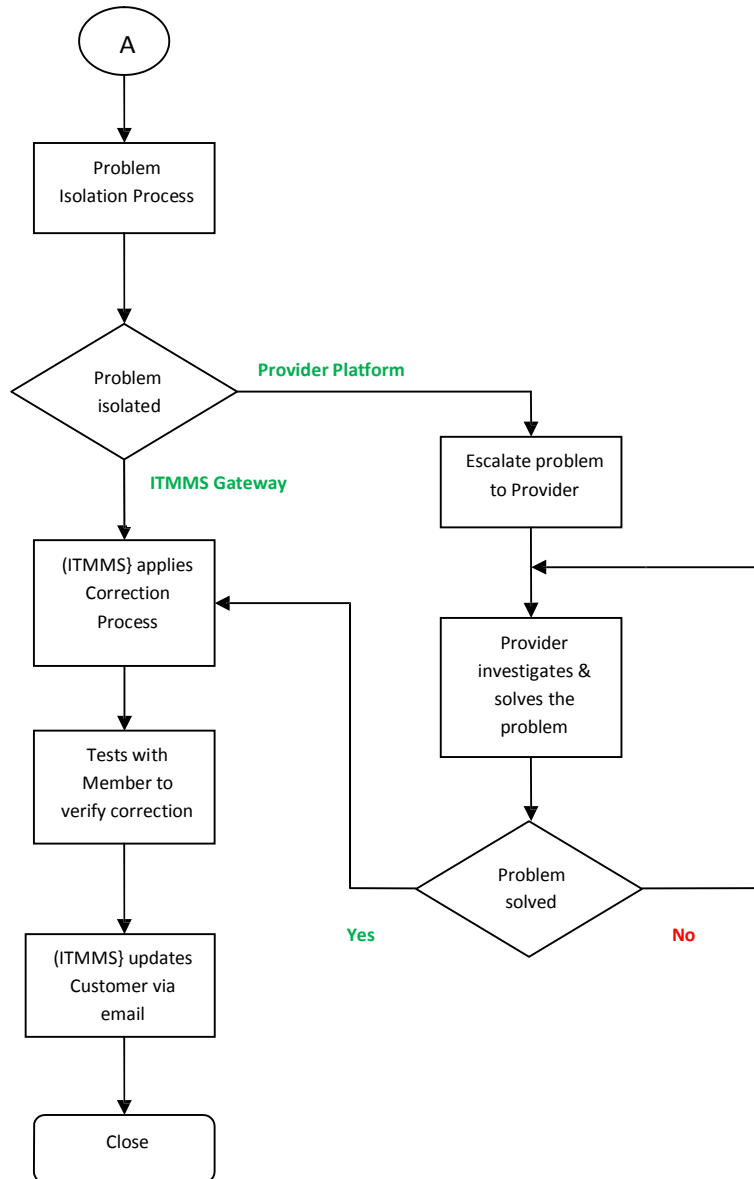 A
Problem
Isolation Process
Problem
isolated
Provider Platform
ITMMS Gateway
Escalate problem
to Provider
(ITMMS} applies
Correction
Process
Provider
investigates &
solves the
problem
Tests with
Member to
verify correction
Problem
solved
Yes
No
(ITMMS} updates
Customer via
email
Close